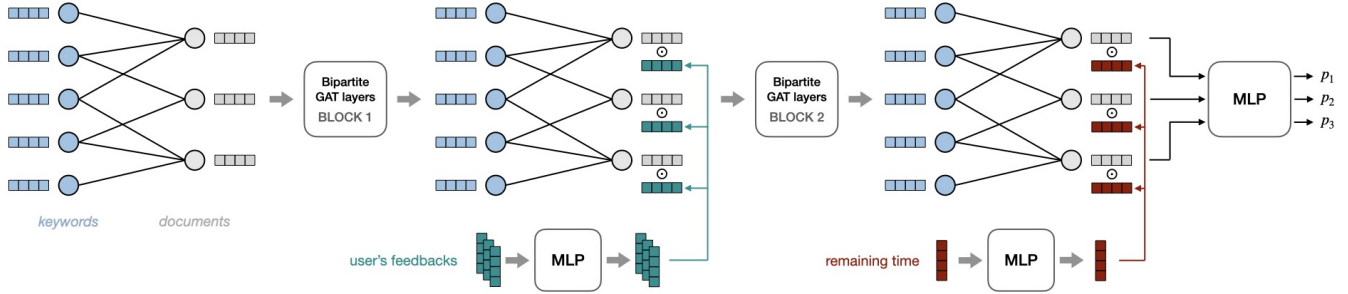 keywords
documents
Bipartite
GAT layers
BLOCK 1
user's feedbacks
MLP
Bipartite
GAT layers
BLOCK 2
remaining time
MLP
MLP
p1
p2
p3